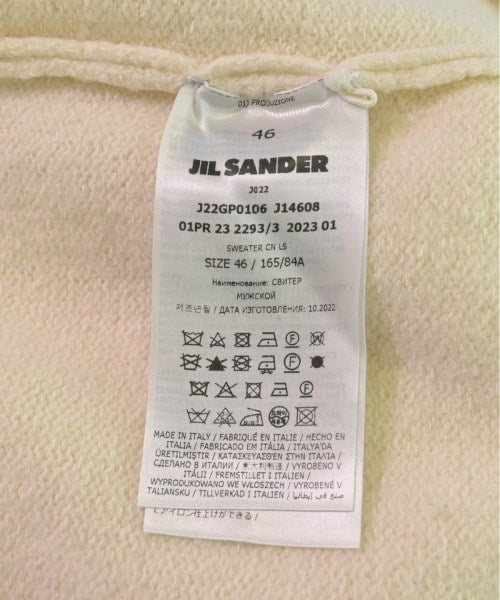 01) PRODUZIONE
46
JIL SANDER
J022
J22GP0106 J14608
01PR 23 2293/3 2023 01
SWEATER CN LS
SIZE 46 / 165/84A
Наименование: СВИТЕР
МУЖСКОЙ
제조년월 / ДАТА ИЗГОТОВЛЕНИЯ: 10.2022
MADE IN ITALY / FABRIQUÉ EN ITALIE / HECHO EN
ITALIA / FABRICADO EM ITÁLIA / ITALYA'DA
ÜRETILMIŞTIR / ΚΑΤΑΣΚΕΥΑΣΘΕΝ ΣΤΗΝ ΙΤΑΛΙΑ /
СДЕЛАНО В ИТАЛИИ / 意大利制造 / VYROBENO V
ITÁLII / FREMSTILLET I ITALIEN /
WYPRODUKOWANO WE WŁOSZECH / VYROBENÉ V
TALIANSKU / TILLVERKAD I ITALIEN / صنع في إيطاليا
アイロン仕上げができる /